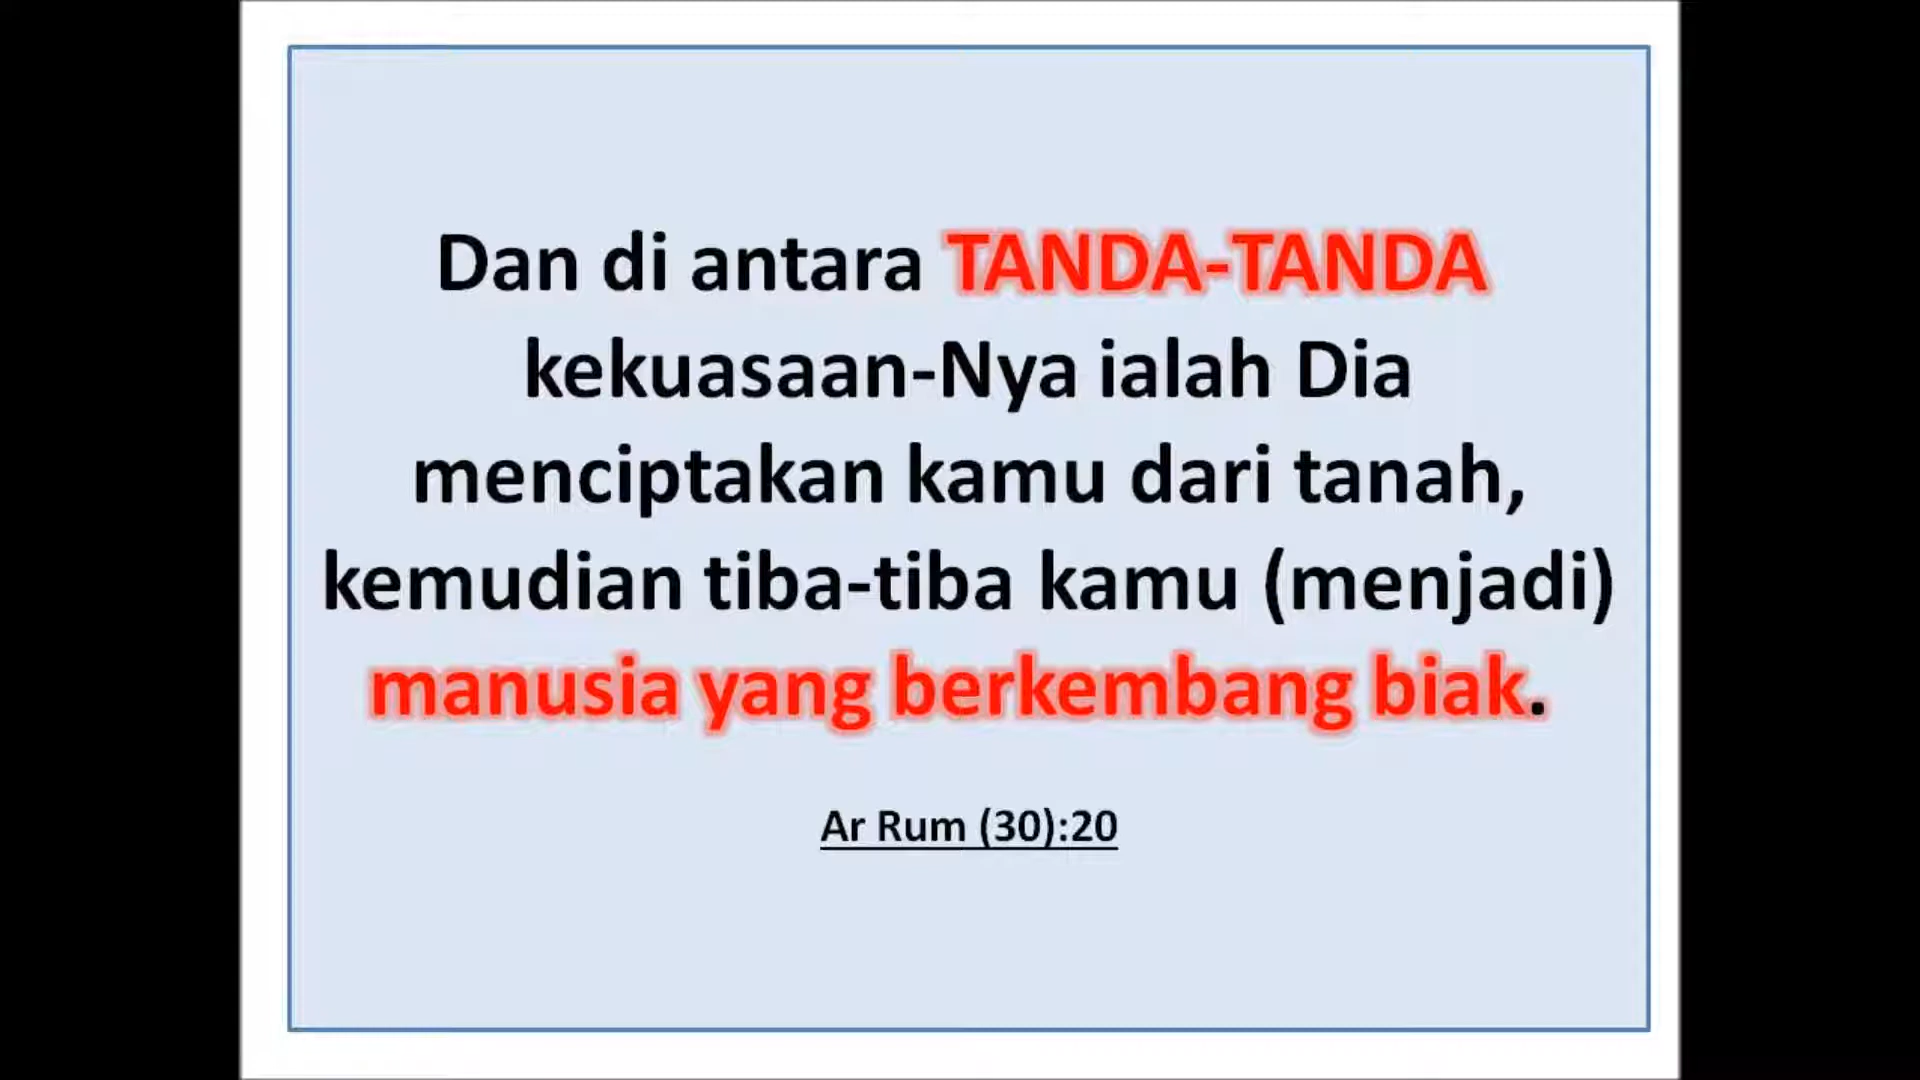 Dan di antara TANDA-TANDA
kekuasaan-Nya ialah Dia
menciptakan kamu dari tanah,
kemudian tiba-tiba kamu (menjadi)
manusia yang berkembang biak.
Ar Rum (30):20